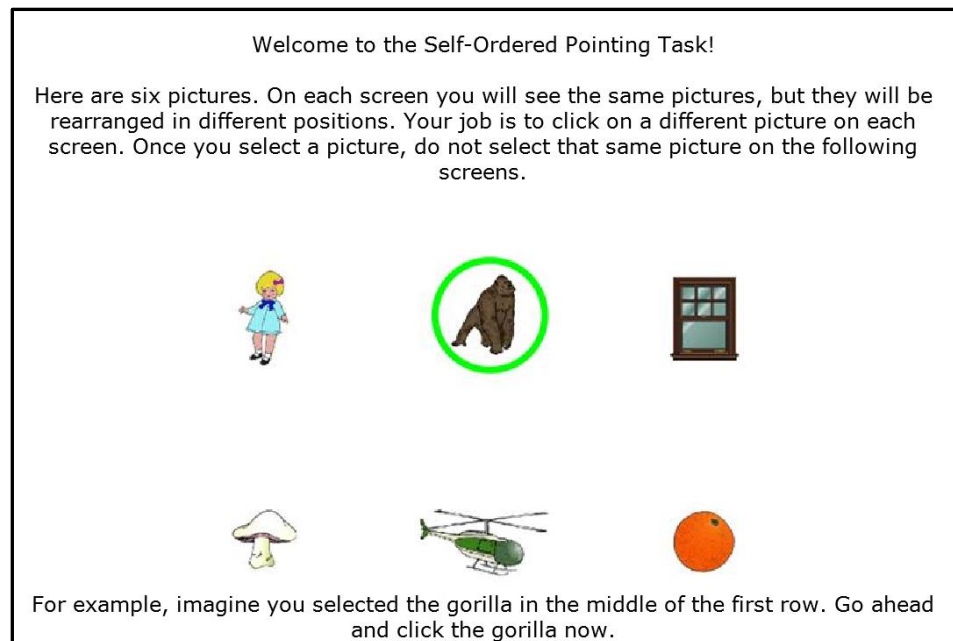 Welcome to the Self-Ordered Pointing Task!
Here are six pictures. On each screen you will see the same pictures, but they will be
rearranged in different positions. Your job is to click on a different picture on each
screen. Once you select a picture, do not select that same picture on the following
screens.
For example, imagine you selected the gorilla in the middle of the first row. Go ahead
and click the gorilla now.